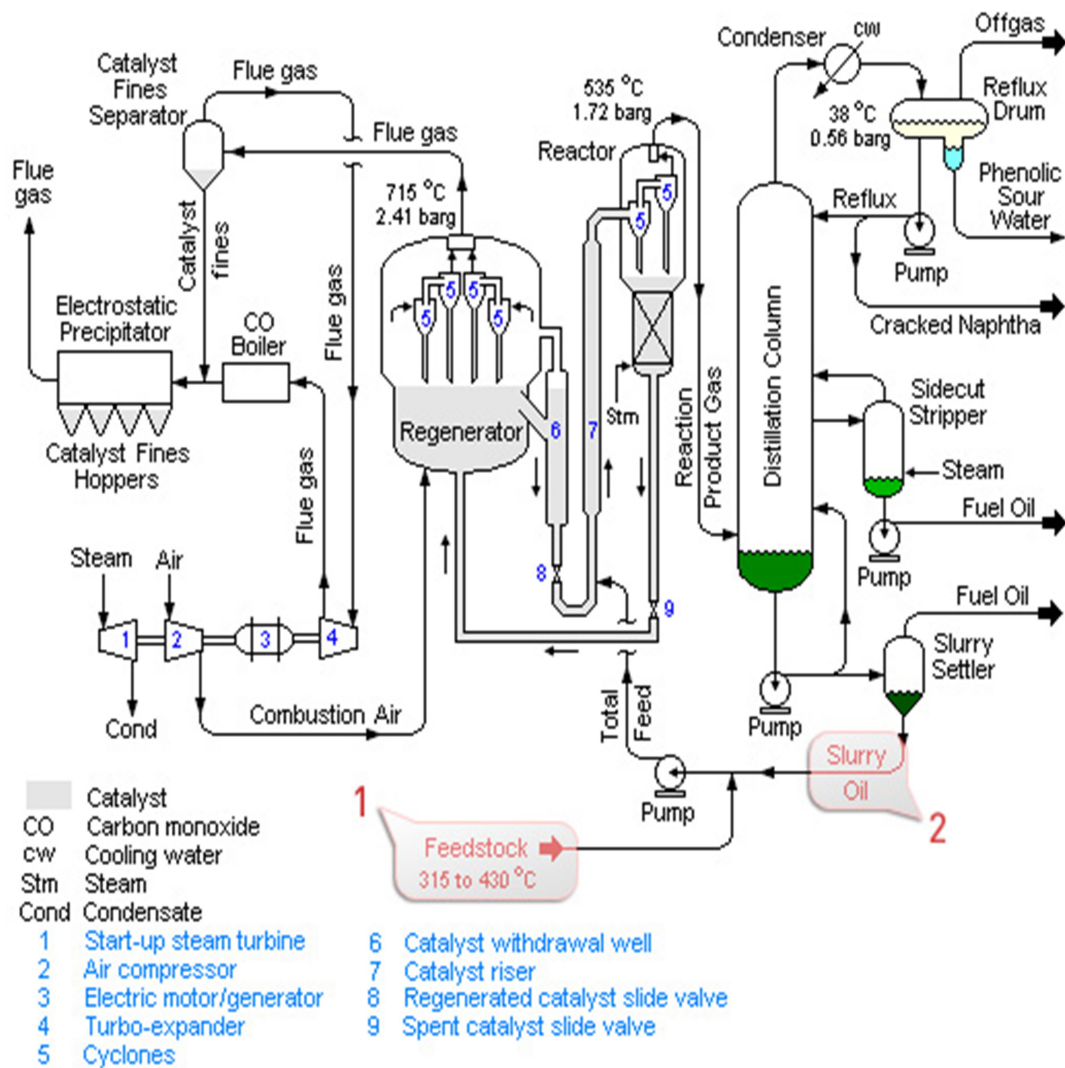 Offgas
Condenser
CW
Flue gas
Catalyst
Fines
Separator
535 °C
1.72 barg
Reflux
Drum
38 °C
0.56 barg
Flue gas
Reactor
Flue
gas
715 °C
2.41 barg
Phenolic
Sour
Water
Reflux
Pump
Catalyst
fines
5
5
Electrostatic
Precipitator
CO
Boiler
Flue gas
5
5
5
5
Cracked Naphtha
Distillation Column
Sidecut
Stripper
Stm
Reaction
Product Gas
Regenerator
6
7
Catalyst Fines
Hoppers
Steam
Flue gas
Fuel Oil
Pump
Steam
Air
8
9
Fuel Oil
1
2
3
4
Slurry
Settler
Cond
Combustion Air
Total
Feed
Pump
Slurry
Oil
Pump
1
2
Feedstock
315 to 430 °C
Catalyst
CO Carbon monoxide
CW Cooling water
Stm Steam
Cond Condensate
1 Start-up steam turbine
2 Air compressor
3 Electric motor/generator
4 Turbo-expander
5 Cyclones
6 Catalyst withdrawal well
7 Catalyst riser
8 Regenerated catalyst slide valve
9 Spent catalyst slide valve